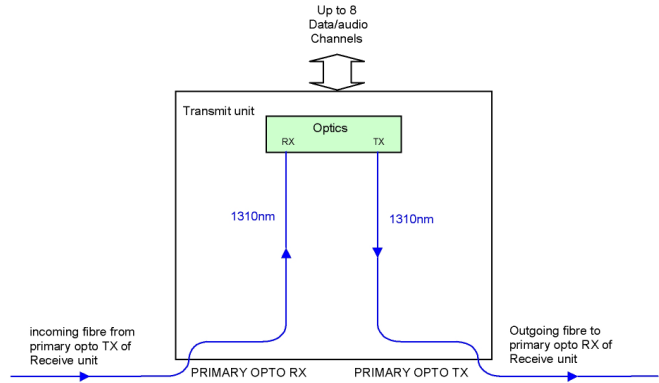 Up to 8
Data/audio
Channels
Transmit unit
Optics
RX
TX
1310nm
1310nm
incoming fibre from
primary opto TX of
Receive unit
Outgoing fibre to
primary opto RX of
Receive unit
PRIMARY OPTO RX
PRIMARY OPTO TX